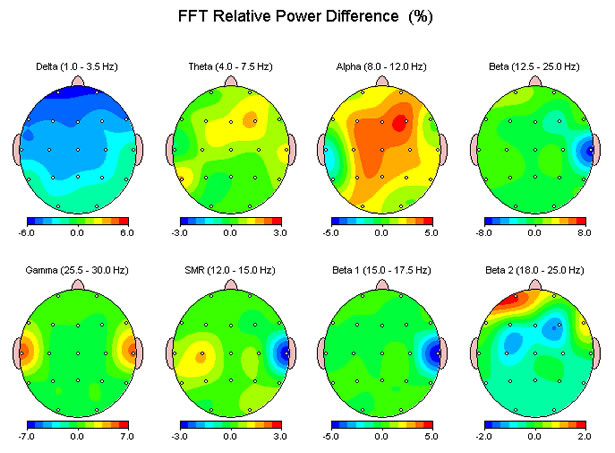 FFT Relative Power Difference (%)
Delta (1.0 - 3.5 Hz) Theta (4.0 - 7.5 Hz) Alpha (8.0 - 12.0 Hz) Beta (12.5 - 25.0 Hz)
-6.0 0.0 6.0 -3.0 0.0 3.0 -5.0 0.0 5.0 -8.0 0.0 8.0
Gamma (25.5 - 30.0 Hz) SMR (12.0 - 15.0 Hz) Beta 1 (15.0 - 17.5 Hz) Beta 2 (18.0 - 25.0 Hz)
-7.0 0.0 7.0 -3.0 0.0 3.0 -5.0 0.0 5.0 -2.0 0.0 2.0